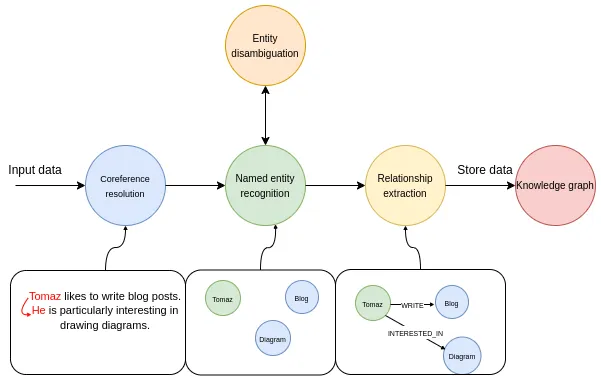 Entity
disambiguation
Input data
Coreference
resolution
Named entity
recognition
Relationship
extraction
Store data
Knowledge graph
Tomaz likes to write blog posts.
He is particularly interesting in
drawing diagrams.
Tomaz
Blog
Diagram
Tomaz
WRITE
Blog
INTERESTED_IN
Diagram